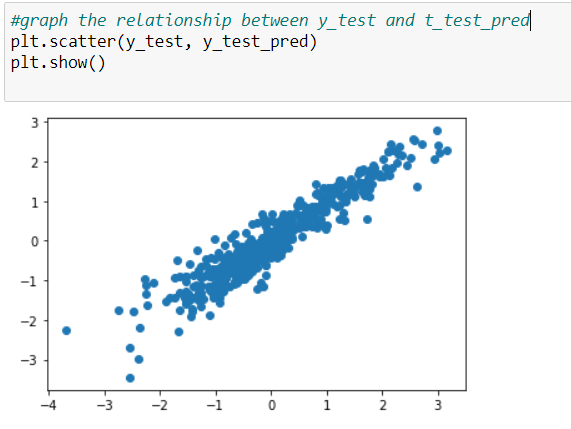 #graph the relationship between y_test and t_test_pred
plt.scatter(y_test, y_test_pred)
plt.show()
3
2
1
0
−1
−2
−3
−4 −3 −2 −1 0 1 2 3